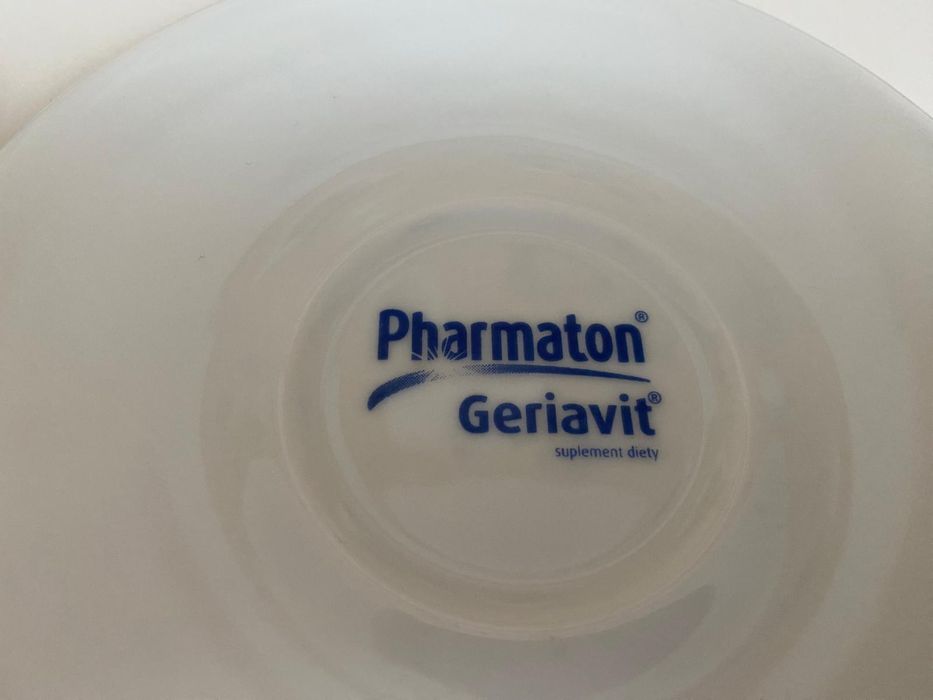 Pharmaton®
Geriavit®
suplement diety